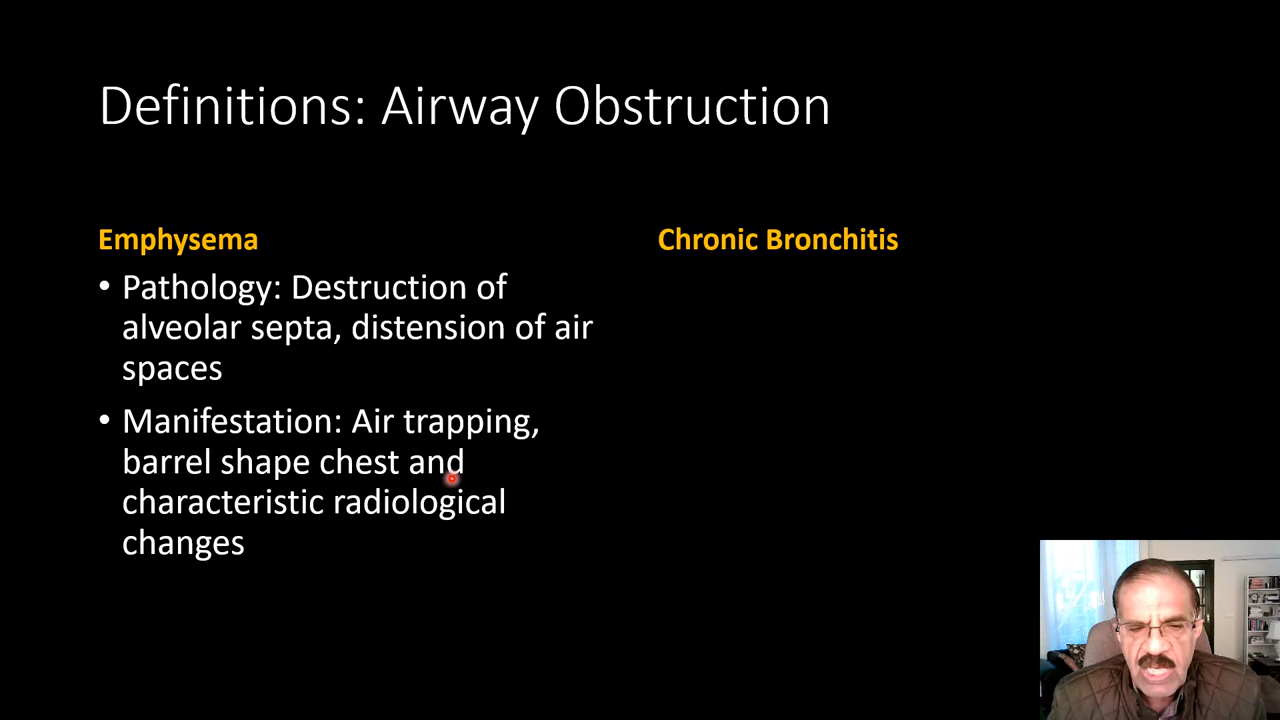 Definitions: Airway Obstruction
Emphysema
• Pathology: Destruction of
alveolar septa, distension of air
spaces
• Manifestation: Air trapping,
barrel shape chest and
characteristic radiological
changes
Chronic Bronchitis